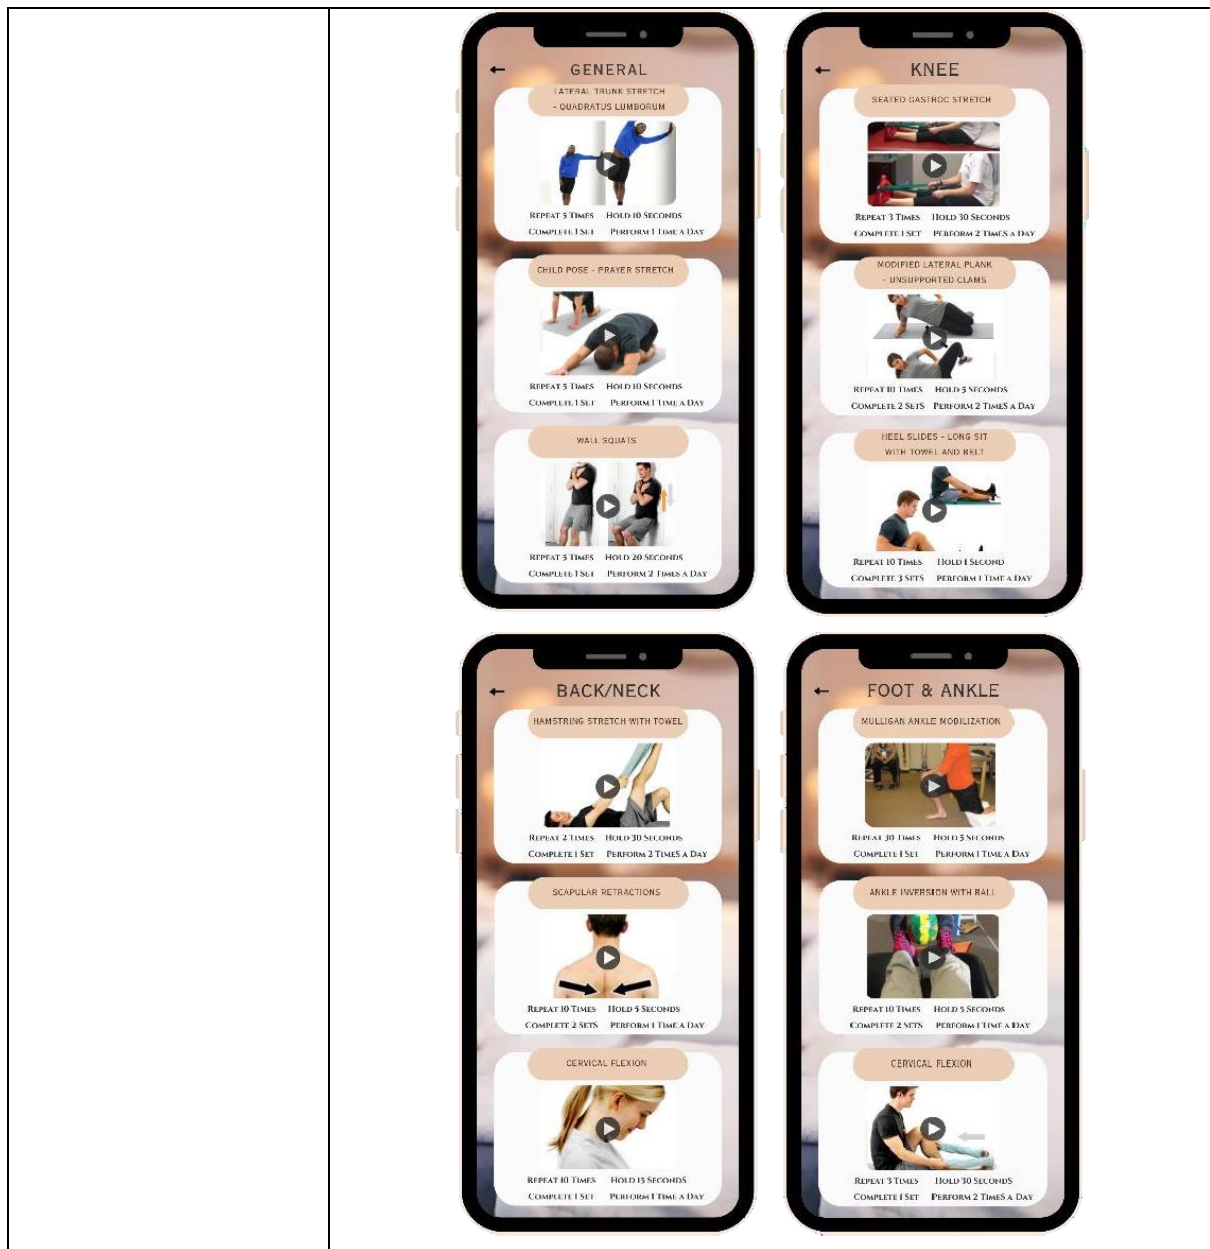 GENERAL
LATERAL TRUNK STRETCH
- QUADRATUS LUMBORUM
REPEAT 5 TIMES HOLD 10 SECONDS
COMPLETE 1 SET PERFORM 1 TIME A DAY
CHILD POSE - PRAYER STRETCH
REPEAT 5 TIMES HOLD 10 SECONDS
COMPLETE 1 SET PERFORM 1 TIME A DAY
WALL SQUATS
REPEAT 5 TIMES HOLD 20 SECONDS
COMPLETE 1 SET PERFORM 2 TIMES A DAY
KNEE
SEATED GASTROC STRETCH
REPEAT 3 TIMES HOLD 30 SECONDS
COMPLETE 1 SET PERFORM 2 TIMES A DAY
MODIFIED LATERAL PLANK
- UNSUPPORTED CLAMS
REPEAT 10 TIMES HOLD 5 SECONDS
COMPLETE 2 SETS PERFORM 2 TIMES A DAY
HEEL SLIDES - LONG SIT
WITH TOWEL AND BELT
REPEAT 10 TIMES HOLD 1 SECOND
COMPLETE 3 SETS PERFORM 1 TIME A DAY
BACK/NECK
HAMSTRING STRETCH WITH TOWEL
REPEAT 2 TIMES HOLD 30 SECONDS
COMPLETE 1 SET PERFORM 2 TIMES A DAY
SCAPULAR RETRACTIONS
REPEAT 10 TIMES HOLD 5 SECONDS
COMPLETE 2 SETS PERFORM 1 TIME A DAY
CERVICAL FLEXION
REPEAT 10 TIMES HOLD 15 SECONDS
COMPLETE 1 SET PERFORM 1 TIME A DAY
FOOT & ANKLE
MULLIGAN ANKLE MOBILIZATION
REPEAT 30 TIMES HOLD 5 SECONDS
COMPLETE 1 SET PERFORM 1 TIME A DAY
ANKLE INVERSION WITH BALL
REPEAT 10 TIMES HOLD 5 SECONDS
COMPLETE 2 SETS PERFORM 1 TIME A DAY
CERVICAL FLEXION
REPEAT 3 TIMES HOLD 30 SECONDS
COMPLETE 1 SET PERFORM 2 TIMES A DAY